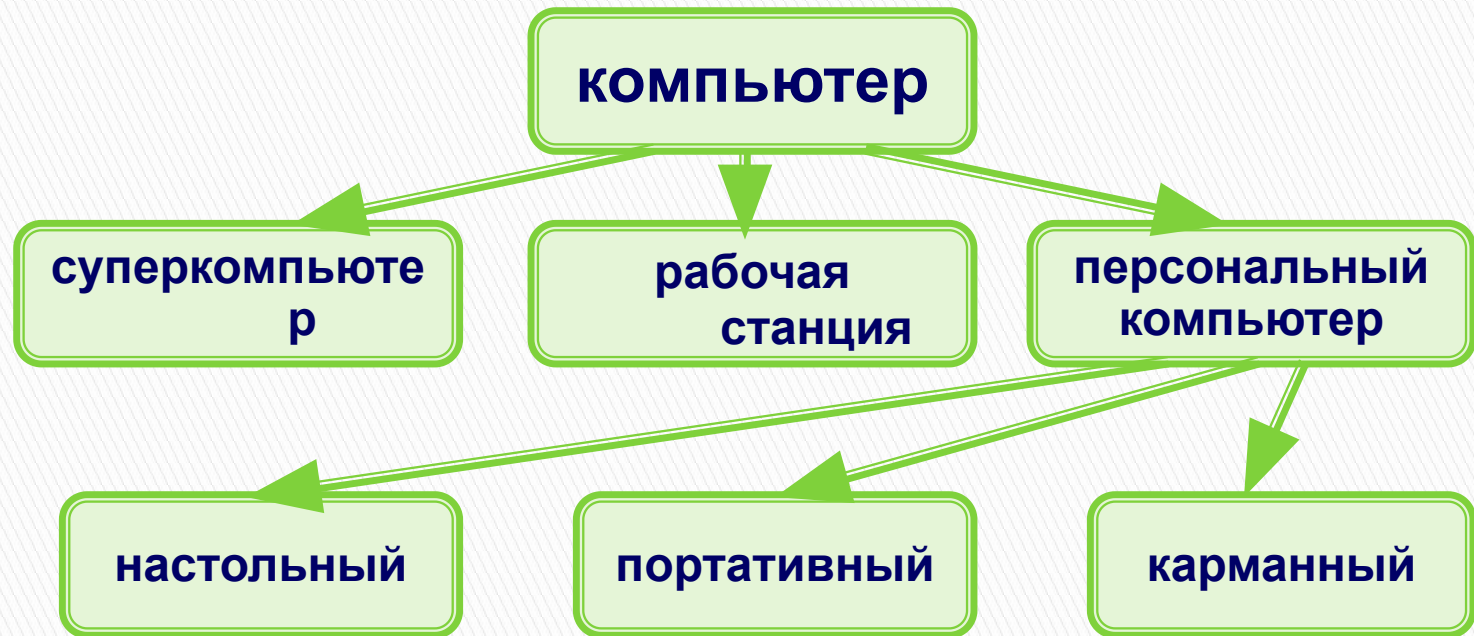 компьютер
суперкомпьюте
р
рабочая
станция
персональный
компьютер
настольный
портативный
карманный